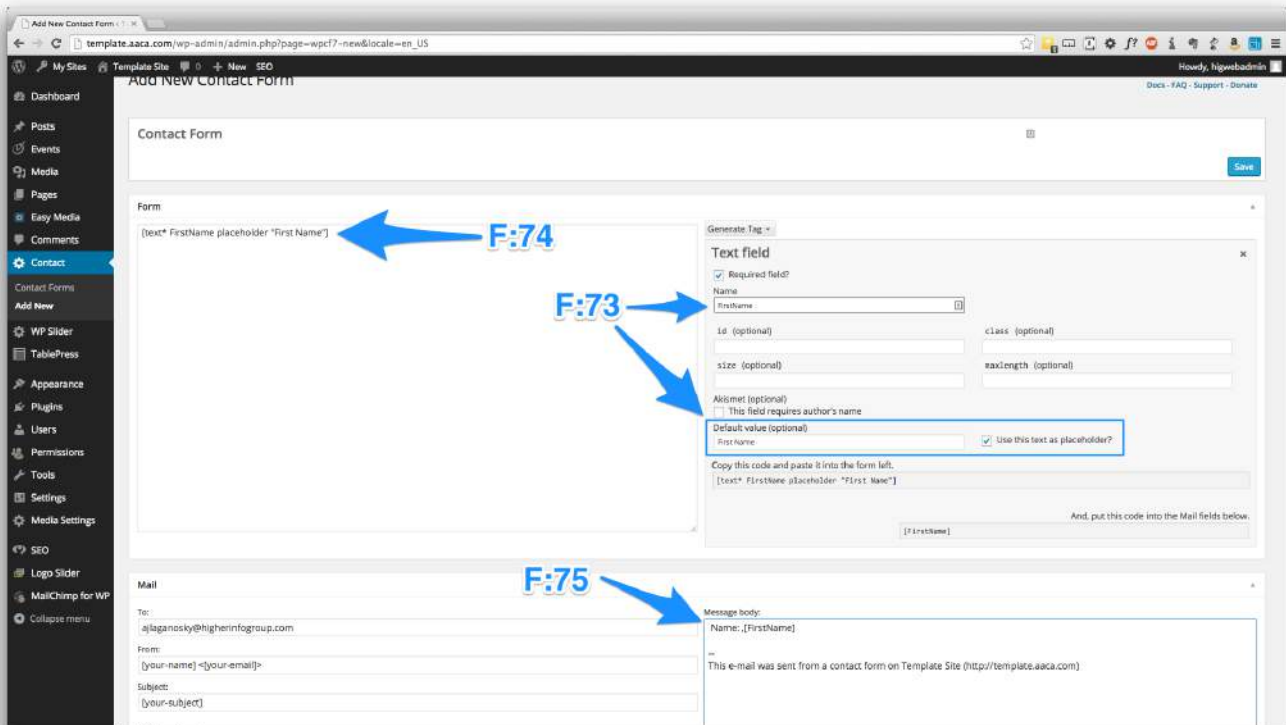 Add New Contact Form
template.aaca.com/wp-admin/admin.php?page=wpcf7-new&locale=en_US
My Sites Template Site 0 + New SEO
Howdy, higwebadmin
Add New Contact Form
Docs - FAQ - Support - Donate
Dashboard
Posts
Events
Media
Pages
Easy Media
Comments
Contact
Contact Forms
Add New
WP Slider
TablePress
Appearance
Plugins
Users
Permissions
Tools
Settings
Media Settings
SEO
Logo Slider
MailChimp for WP
Collapse menu
Contact Form
Save
Form
[text* FirstName placeholder "First Name"]
F:74
Generate Tag
Text field
Required field?
Name
FirstName
F:73
id (optional)
class (optional)
size (optional)
maxlength (optional)
Akismet (optional)
This field requires author's name
Default value (optional)
First Name
Use this text as placeholder?
Copy this code and paste it into the form left.
[text* FirstName placeholder "First Name"]
And, put this code into the Mail fields below.
[FirstName]
F:75
Mail
To:
ajlaganosky@higherinfogroup.com
From:
[your-name] <[your-email]>
Subject:
[your-subject]
Message body:
Name: ,[FirstName]
--
This e-mail was sent from a contact form on Template Site (http://template.aaca.com)